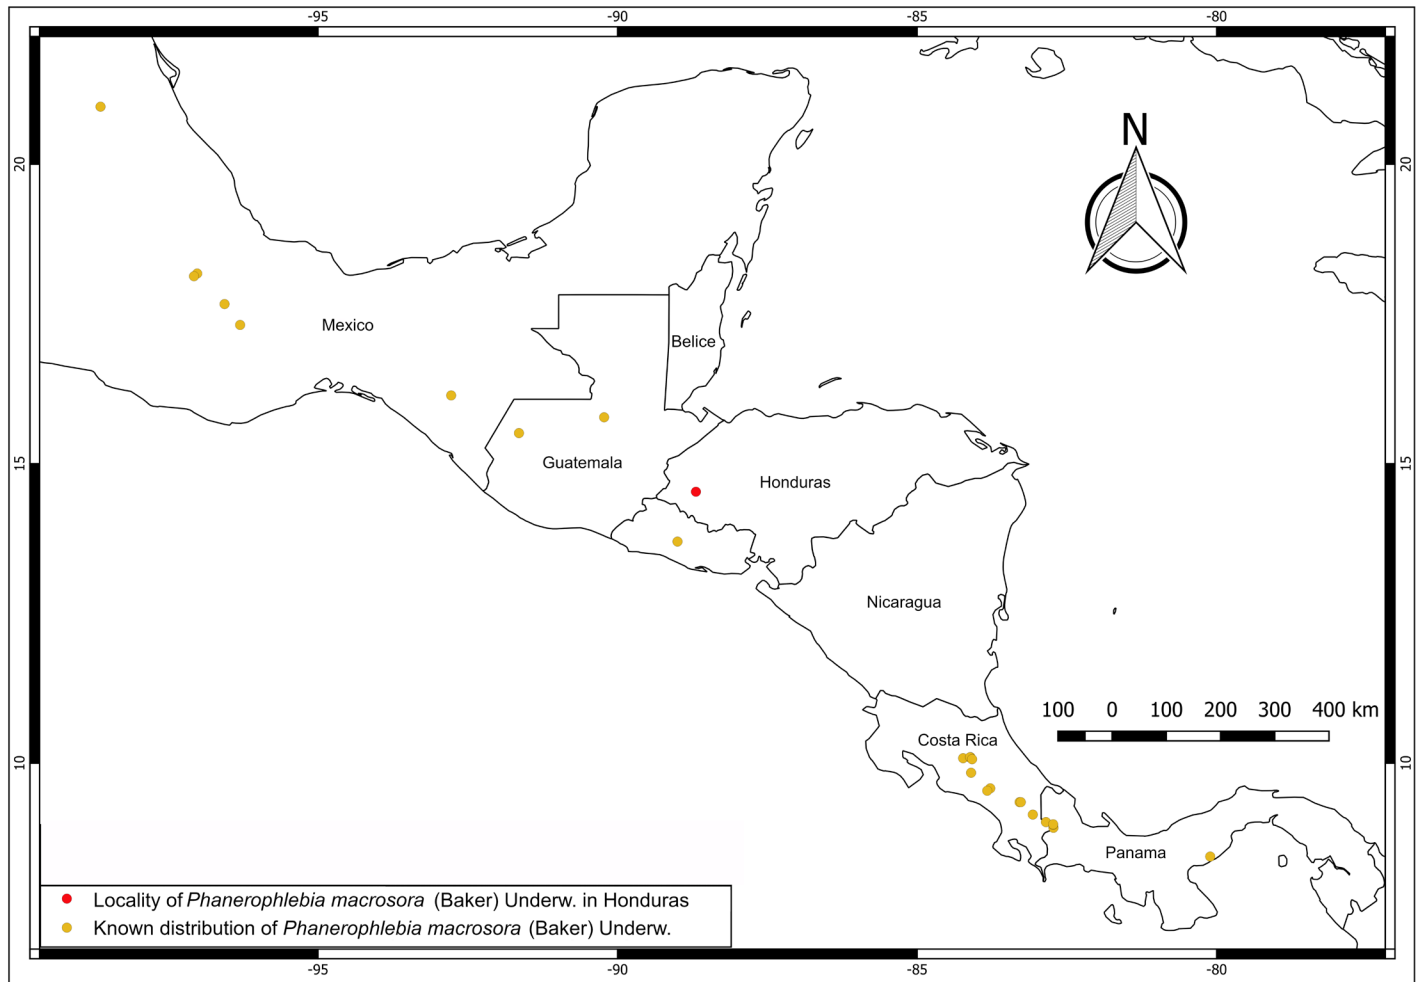 -95 -90 -85 -80
N
20 20
Mexico
Belice
15 15
Guatemala
Honduras
Nicaragua
100 0 100 200 300 400 km
Costa Rica
10 10
Panama
Locality of Phanerophlebia macrosora (Baker) Underw. in Honduras
Known distribution of Phanerophlebia macrosora (Baker) Underw.
-95 -90 -85 -80